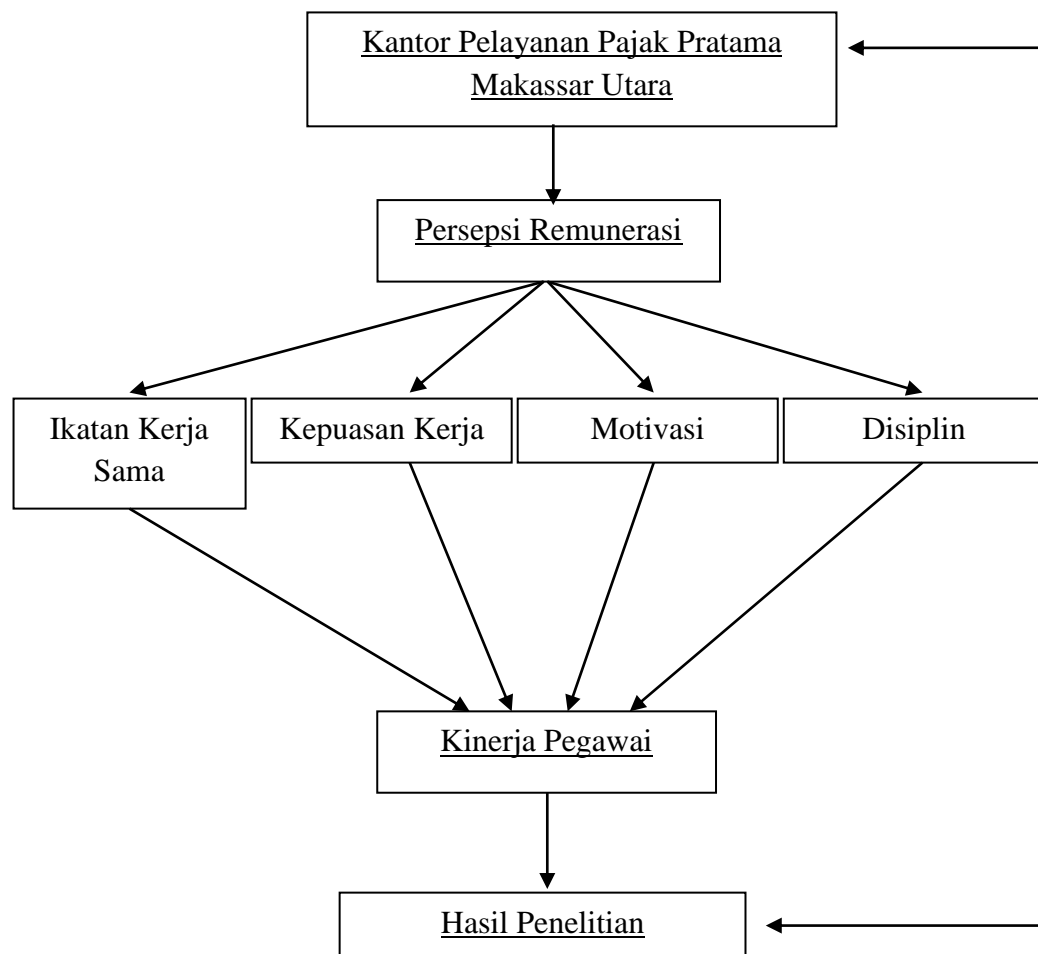 Kantor Pelayanan Pajak Pratama
Makassar Utara
Persepsi Remunerasi
Ikatan Kerja
Sama
Kepuasan Kerja
Motivasi
Disiplin
Kinerja Pegawai
Hasil Penelitian